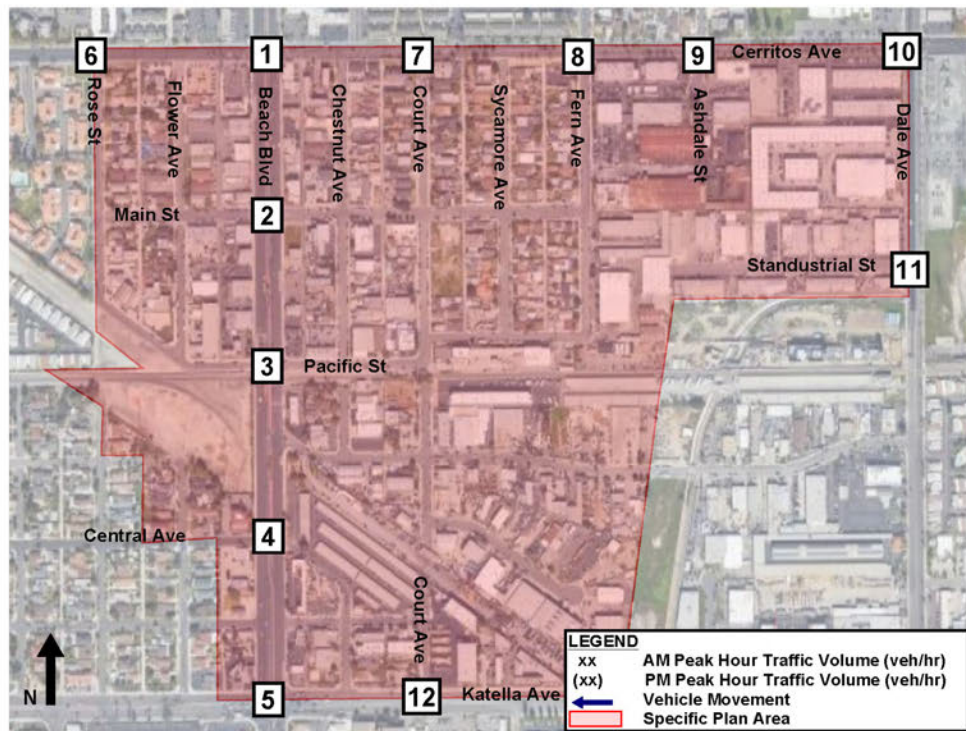 6
1
7
8
9
Cerritos Ave
10
Rose St
Flower Ave
Beach Blvd
Chestnut Ave
Court Ave
Sycamore Ave
Fern Ave
Ashdale St
Dale Ave
Main St
2
Standustrial St
11
3
Pacific St
Central Ave
4
Court Ave
N
5
12
Katella Ave
LEGEND
xx AM Peak Hour Traffic Volume (veh/hr)
(xx) PM Peak Hour Traffic Volume (veh/hr)
Vehicle Movement
Specific Plan Area